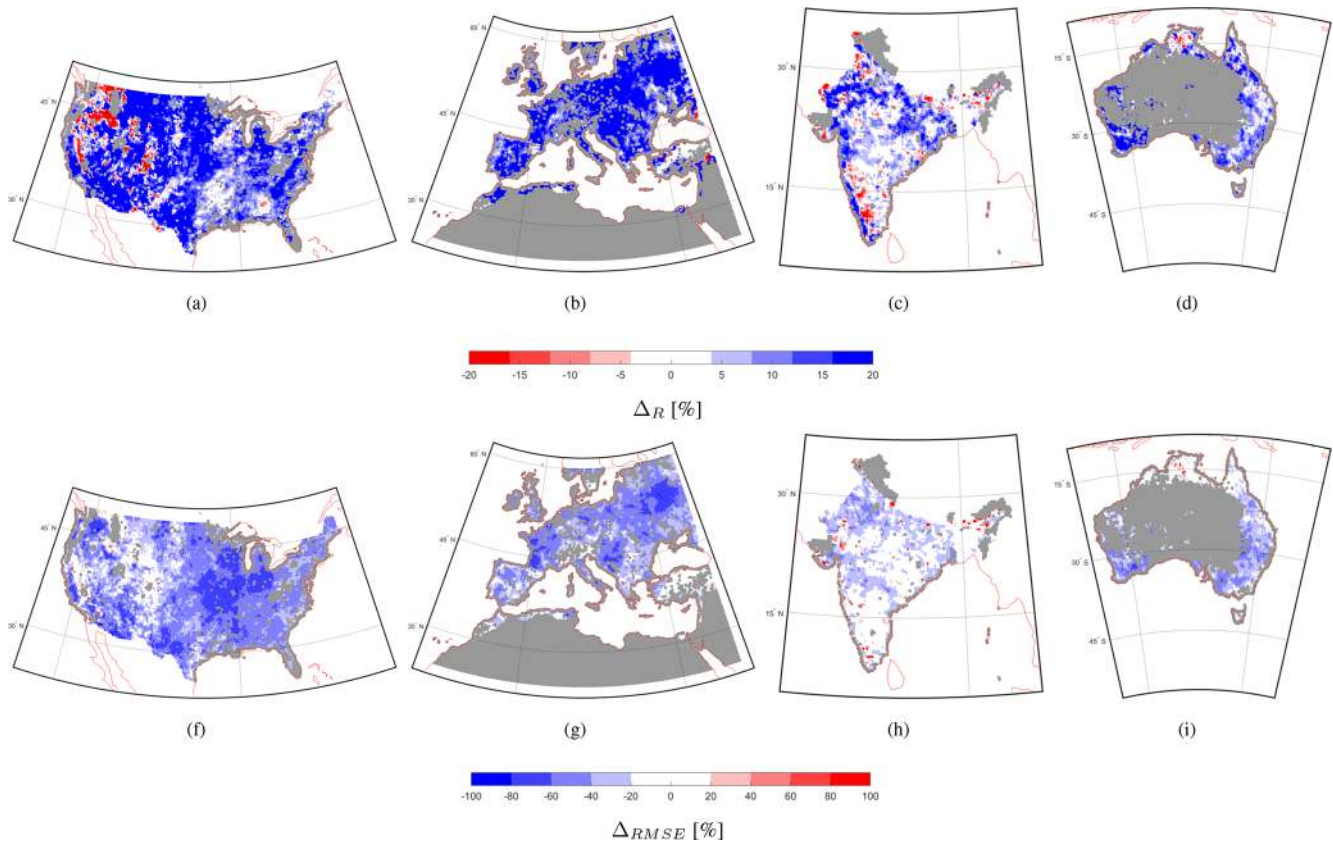 45° N
30° N
60° N
45° N
30° N
30° N
15° N
15° S
30° S
45° S
(a) (b) (c) (d)
-20 -15 -10 -5 0 5 10 15 20
Δ_R [%]
45° N
30° N
60° N
45° N
30° N
30° N
15° N
15° S
30° S
45° S
(f) (g) (h) (i)
-100 -80 -60 -40 -20 0 20 40 60 80 100
Δ_RMSE [%]